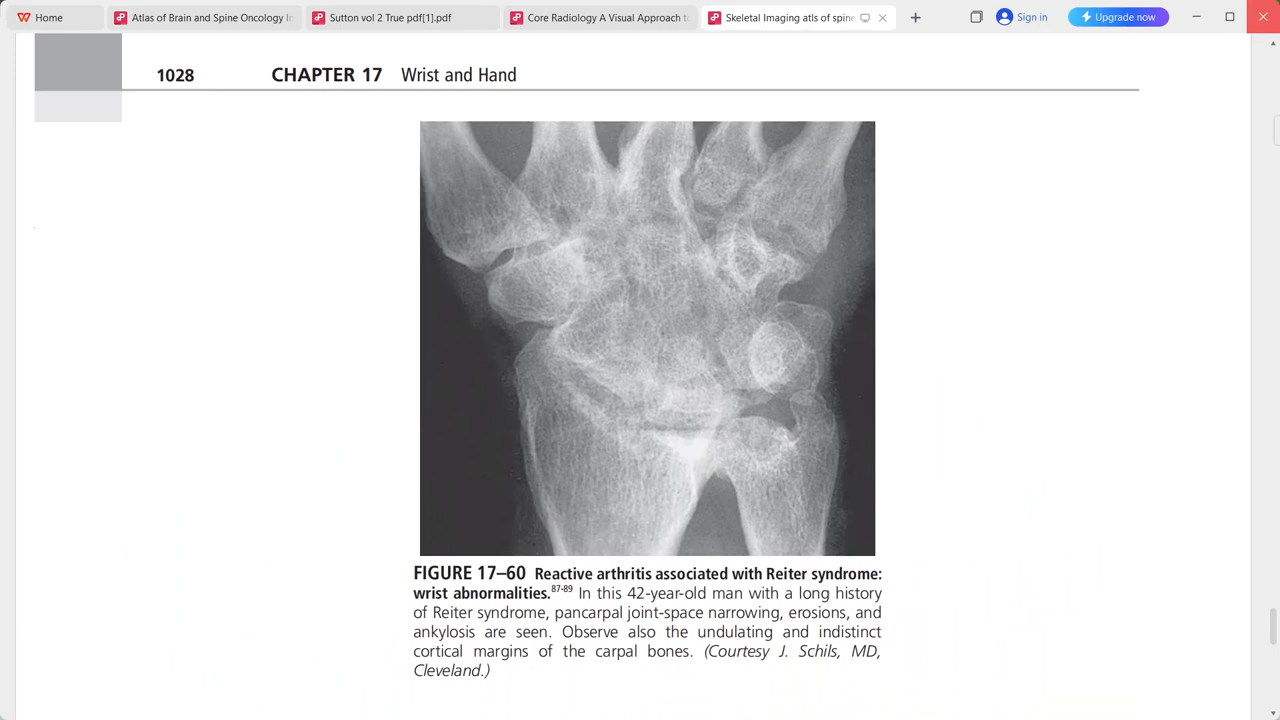 Home
Atlas of Brain and Spine Oncology I
Sutton vol 2 True pdf[1].pdf
Core Radiology A Visual Approach t
Skeletal Imaging atls of spine
Sign in
Upgrade now
1028 CHAPTER 17 Wrist and Hand
FIGURE 17–60 Reactive arthritis associated with Reiter syndrome:
wrist abnormalities.87-89 In this 42-year-old man with a long history
of Reiter syndrome, pancarpal joint-space narrowing, erosions, and
ankylosis are seen. Observe also the undulating and indistinct
cortical margins of the carpal bones. (Courtesy J. Schils, MD,
Cleveland.)